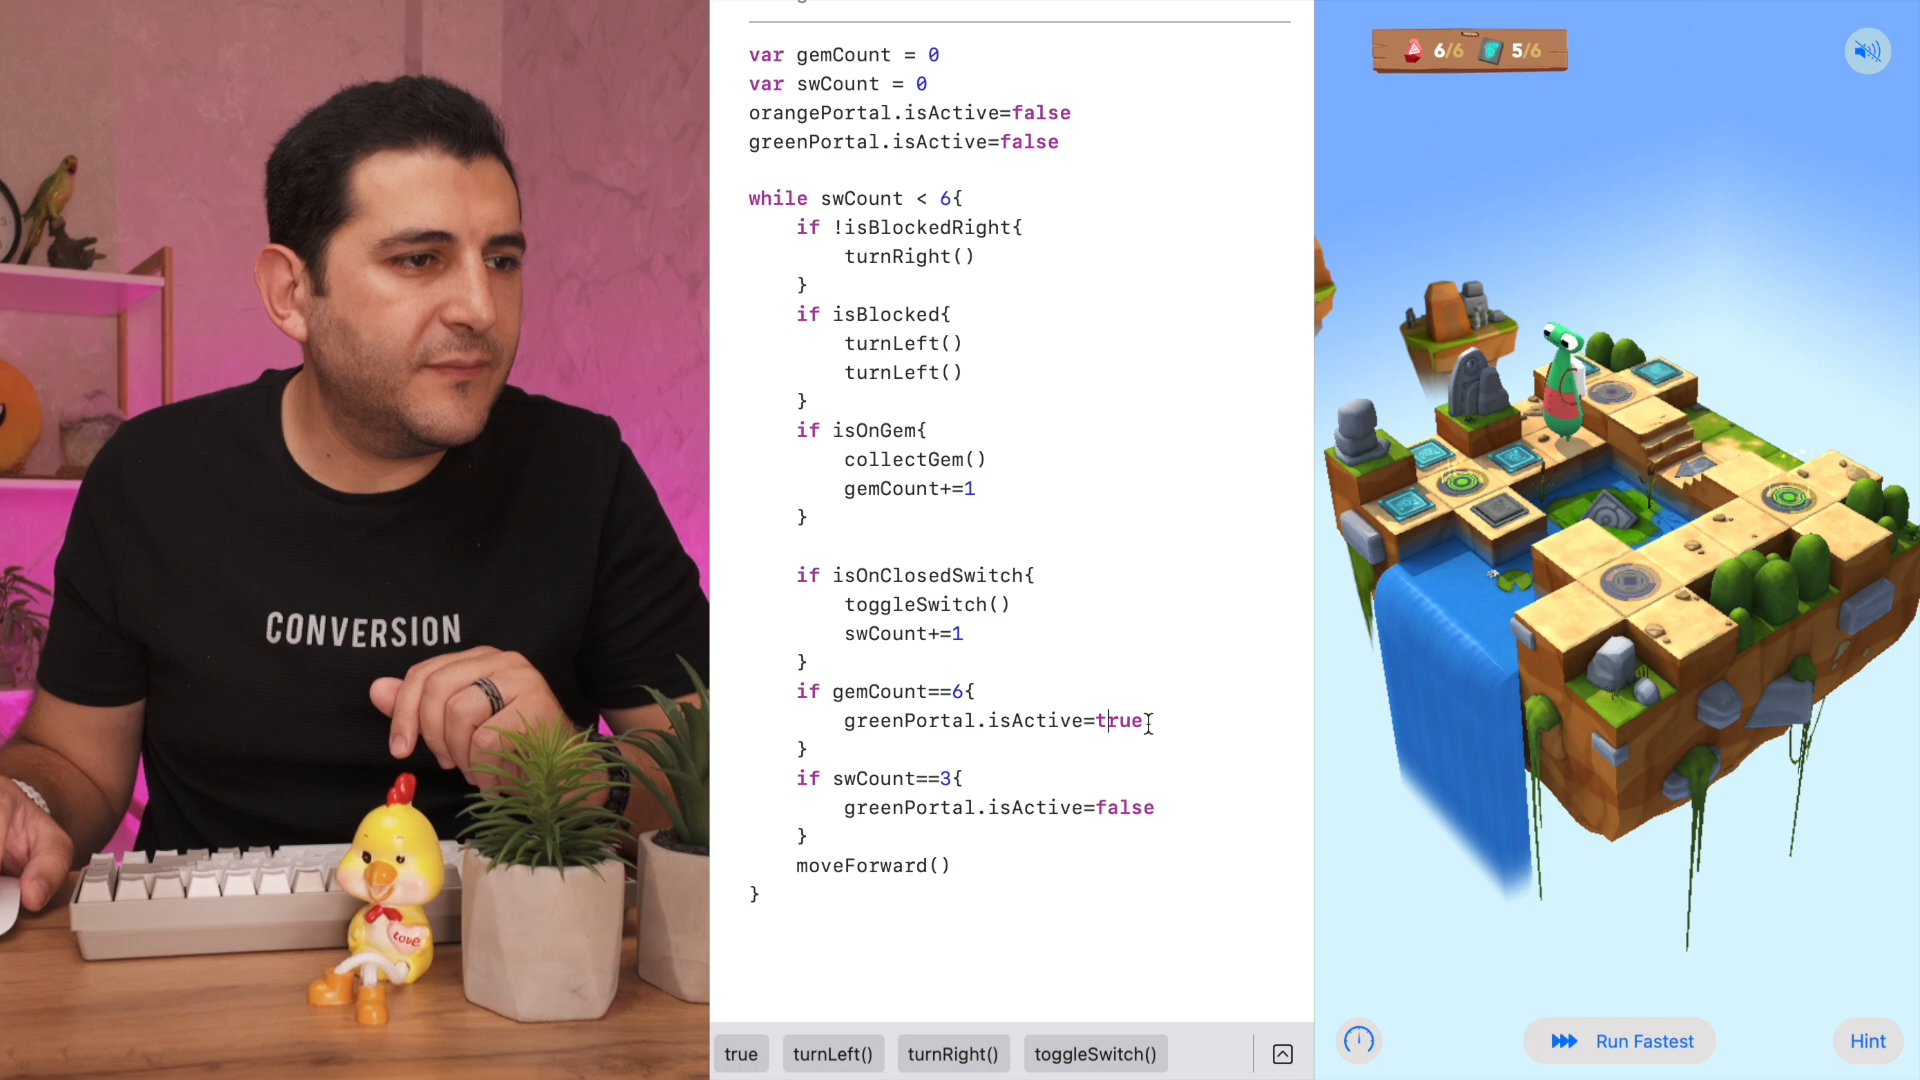 CONVERSION
Love
var gemCount = 0
var swCount = 0
orangePortal.isActive=false
greenPortal.isActive=false
while swCount < 6{
if !isBlockedRight{
turnRight()
}
if isBlocked{
turnLeft()
turnLeft()
}
if isOnGem{
collectGem()
gemCount+=1
}
if isOnClosedSwitch{
toggleSwitch()
swCount+=1
}
if gemCount==6{
greenPortal.isActive=true
}
if swCount==3{
greenPortal.isActive=false
}
moveForward()
}
true turnLeft() turnRight() toggleSwitch()
6/6 5/6
Run Fastest
Hint